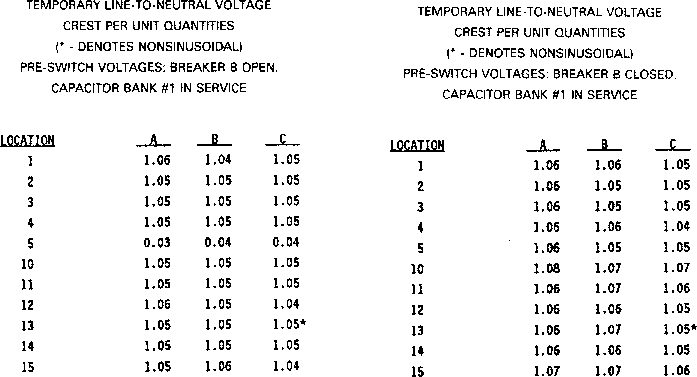 TEMPORARY LINE-TO-NEUTRAL VOLTAGE
CREST PER UNIT QUANTITIES
(* - DENOTES NONSINUSOIDAL)
PRE-SWITCH VOLTAGES: BREAKER B OPEN.
CAPACITOR BANK #1 IN SERVICE
LOCATION A B C
1 1.06 1.04 1.05
2 1.05 1.05 1.05
3 1.05 1.05 1.05
4 1.05 1.05 1.05
5 0.03 0.04 0.04
10 1.05 1.05 1.05
11 1.05 1.05 1.05
12 1.06 1.05 1.04
13 1.05 1.05 1.05*
14 1.05 1.05 1.05
15 1.05 1.06 1.04
TEMPORARY LINE-TO-NEUTRAL VOLTAGE
CREST PER UNIT QUANTITIES
(* - DENOTES NONSINUSOIDAL)
PRE-SWITCH VOLTAGES: BREAKER B CLOSED.
CAPACITOR BANK #1 IN SERVICE
LOCATION A B C
1 1.06 1.06 1.05
2 1.06 1.05 1.05
3 1.06 1.05 1.05
4 1.05 1.06 1.04
5 1.06 1.05 1.05
10 1.08 1.07 1.07
11 1.06 1.07 1.06
12 1.06 1.06 1.05
13 1.06 1.07 1.05*
14 1.06 1.06 1.05
15 1.07 1.07 1.06